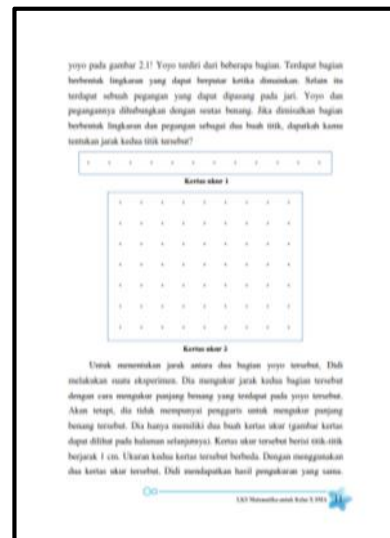 yoyo pada gambar 2.1! Yoyo terdiri dari beberapa bagian. Terdapat bagian
berbentuk lingkaran yang dapat berputar ketika dimainkan. Selain itu
terdapat sebuah pegangan yang dapat dipasang pada jari. Yoyo dan
pegangannya dihubungkan dengan seutas benang. Jika dimisalkan bagian
berbentuk lingkaran dan pegangan sebagai dua buah titik, dapatkah kamu
tentukan jarak kedua titik tersebut?
Kertas ukur 1
Kertas ukur 2
Untuk menentukan jarak antara dua bagian yoyo tersebut, Didi
melakukan suatu eksperimen. Dia mengukur jarak kedua bagian tersebut
dengan cara mengukur panjang benang yang terdapat pada yoyo tersebut.
Akan tetapi, dia tidak mempunyai penggaris untuk mengukur panjang
benang tersebut. Dia hanya memiliki dua buah kertas ukur (gambar kertas
dapat dilihat pada halaman selanjutnya). Kertas ukur tersebut berisi titik-titik
berjarak 1 cm. Ukuran kedua kertas tersebut berbeda. Dengan menggunakan
dua kertas ukur tersebut, Didi mendapatkan hasil pengukuran yang sama.
LKS Matematika untuk Kelas X SMA